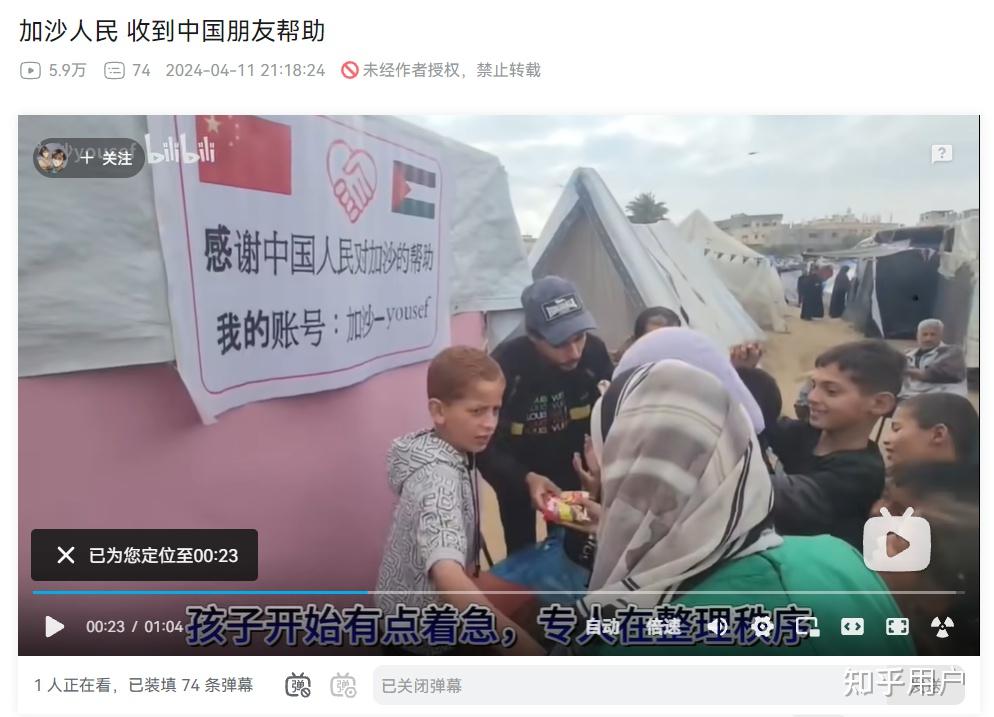 加沙人民 收到中国朋友帮助
5.9万 74 2024-04-11 21:18:24 未经作者授权，禁止转载
+ 关注
bilibili
感谢中国人民对加沙的帮助
我的账号：加沙-yousef
已为您定位至00:23
00:23 / 01:04
自动 倍速
孩子开始有点着急，专人在整理秩序
1 人正在看，已装填 74 条弹幕
已关闭弹幕
知乎用户